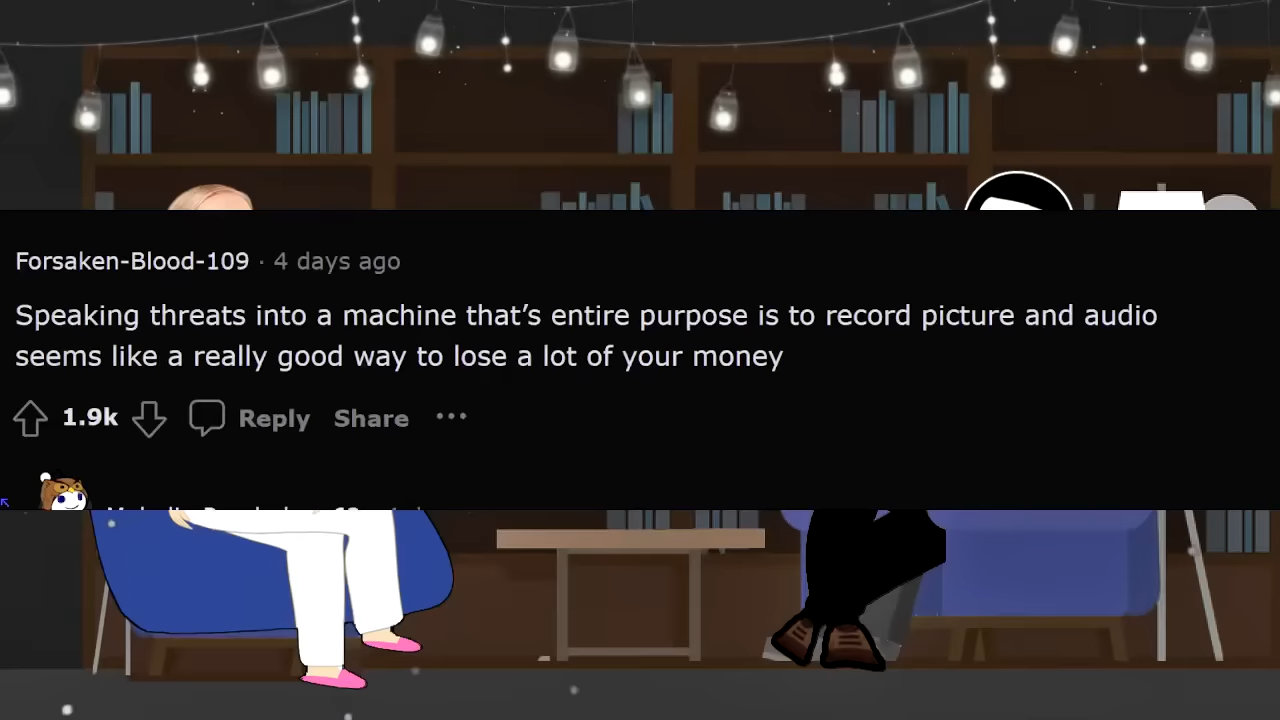 Forsaken-Blood-109 · 4 days ago
Speaking threats into a machine that’s entire purpose is to record picture and audio
seems like a really good way to lose a lot of your money
1.9k Reply Share ···